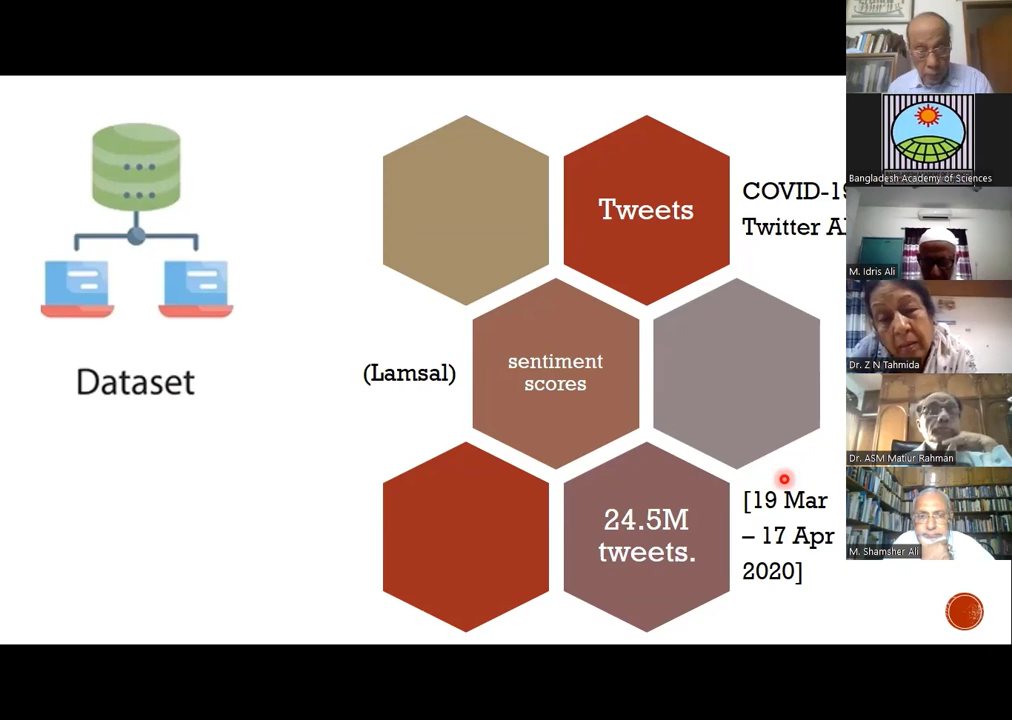 Dataset
Tweets
COVID-19
Twitter A
(Lamsal)
sentiment
scores
24.5M
tweets.
[19 Mar
– 17 Apr
2020]
Bangladesh Academy of Sciences
M. Idris Ali
Dr. Z N Tahmida
Dr. ASM Matiur Rahman
M. Shamsher Ali